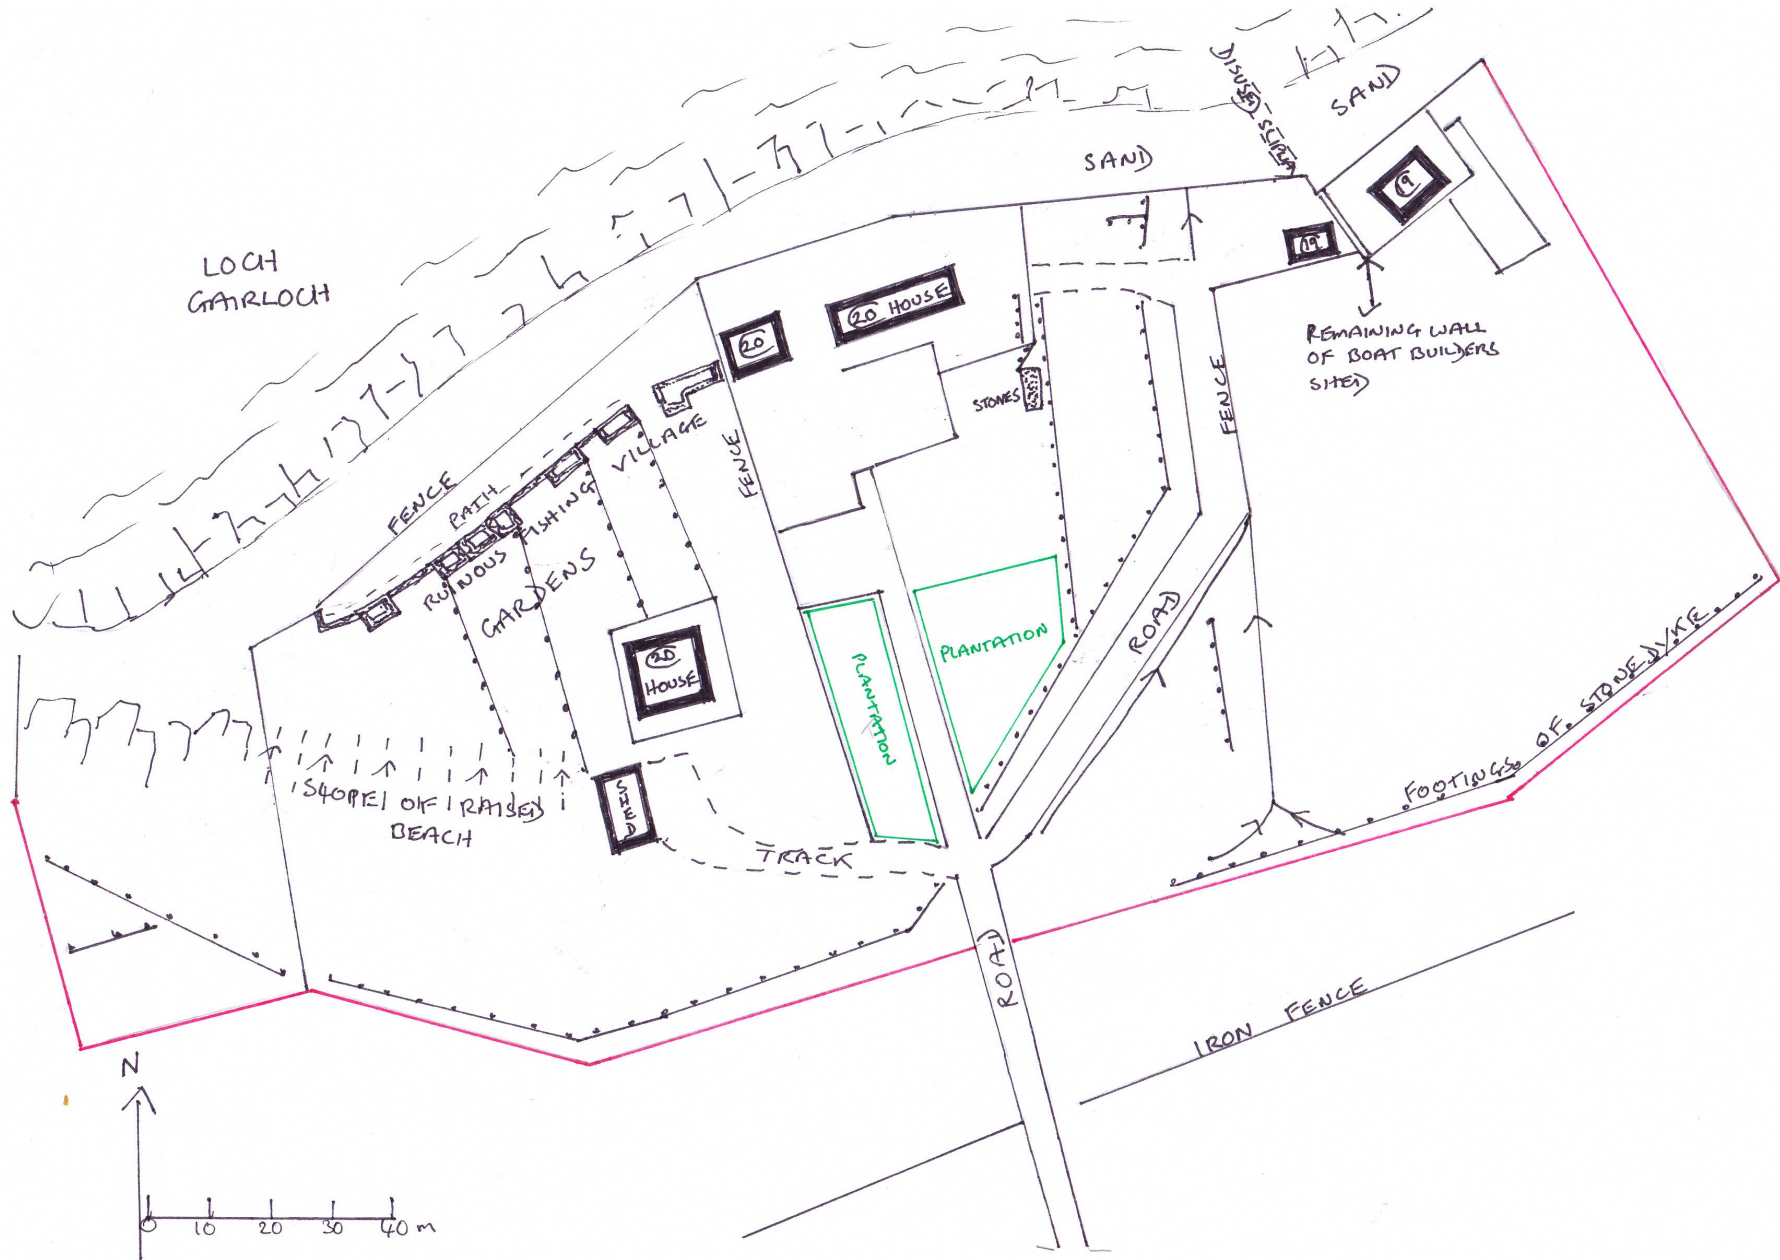 LOCH
GAIRLOCH
DISUSED SLIPWAY
SAND
SAND
19
19
REMAINING WALL
OF BOAT BUILDERS
SHED
20
20 HOUSE
STONES
FENCE
FENCE
FENCE
PATH
RUINOUS FISHING VILLAGE
GARDENS
20
HOUSE
PLANTATION
PLANTATION
ROAD
SHED
SLOPE OF RAISED
BEACH
TRACK
FOOTINGS OF STONE DYKE
ROAD
IRON FENCE
N
0 10 20 30 40 m